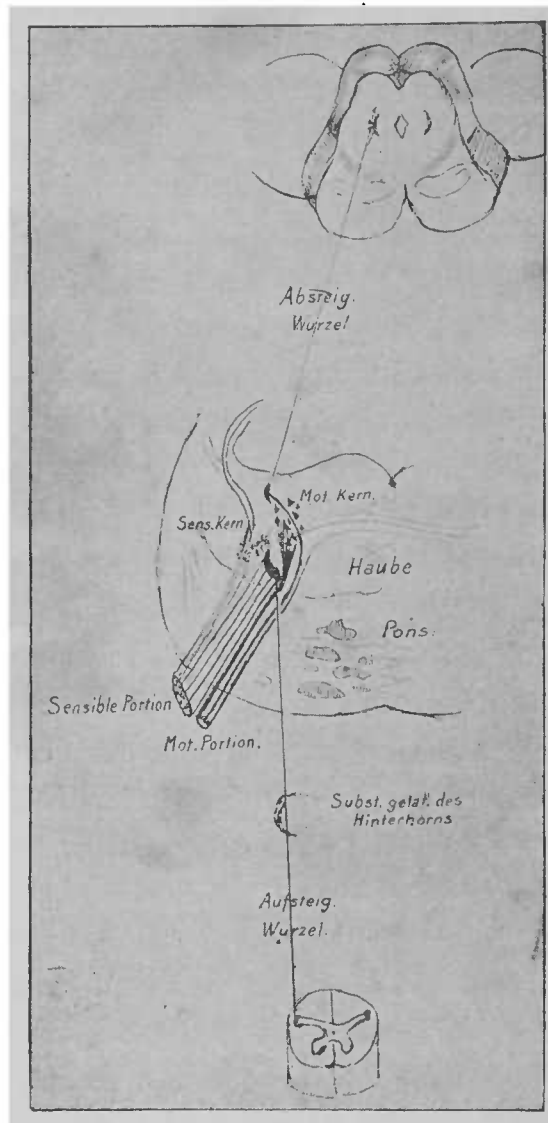 Absteig.
Wurzel
Mot. Kern.
Sens. Kern
Haube
Pons.
Sensible Portion
Mot. Portion.
Subst. gelat. des
Hinterhorns
Aufsteig.
Wurzel.